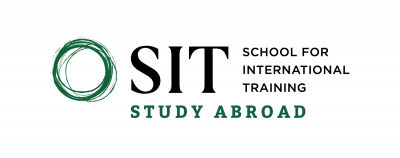 SIT
SCHOOL FOR
INTERNATIONAL
TRAINING
STUDY ABROAD